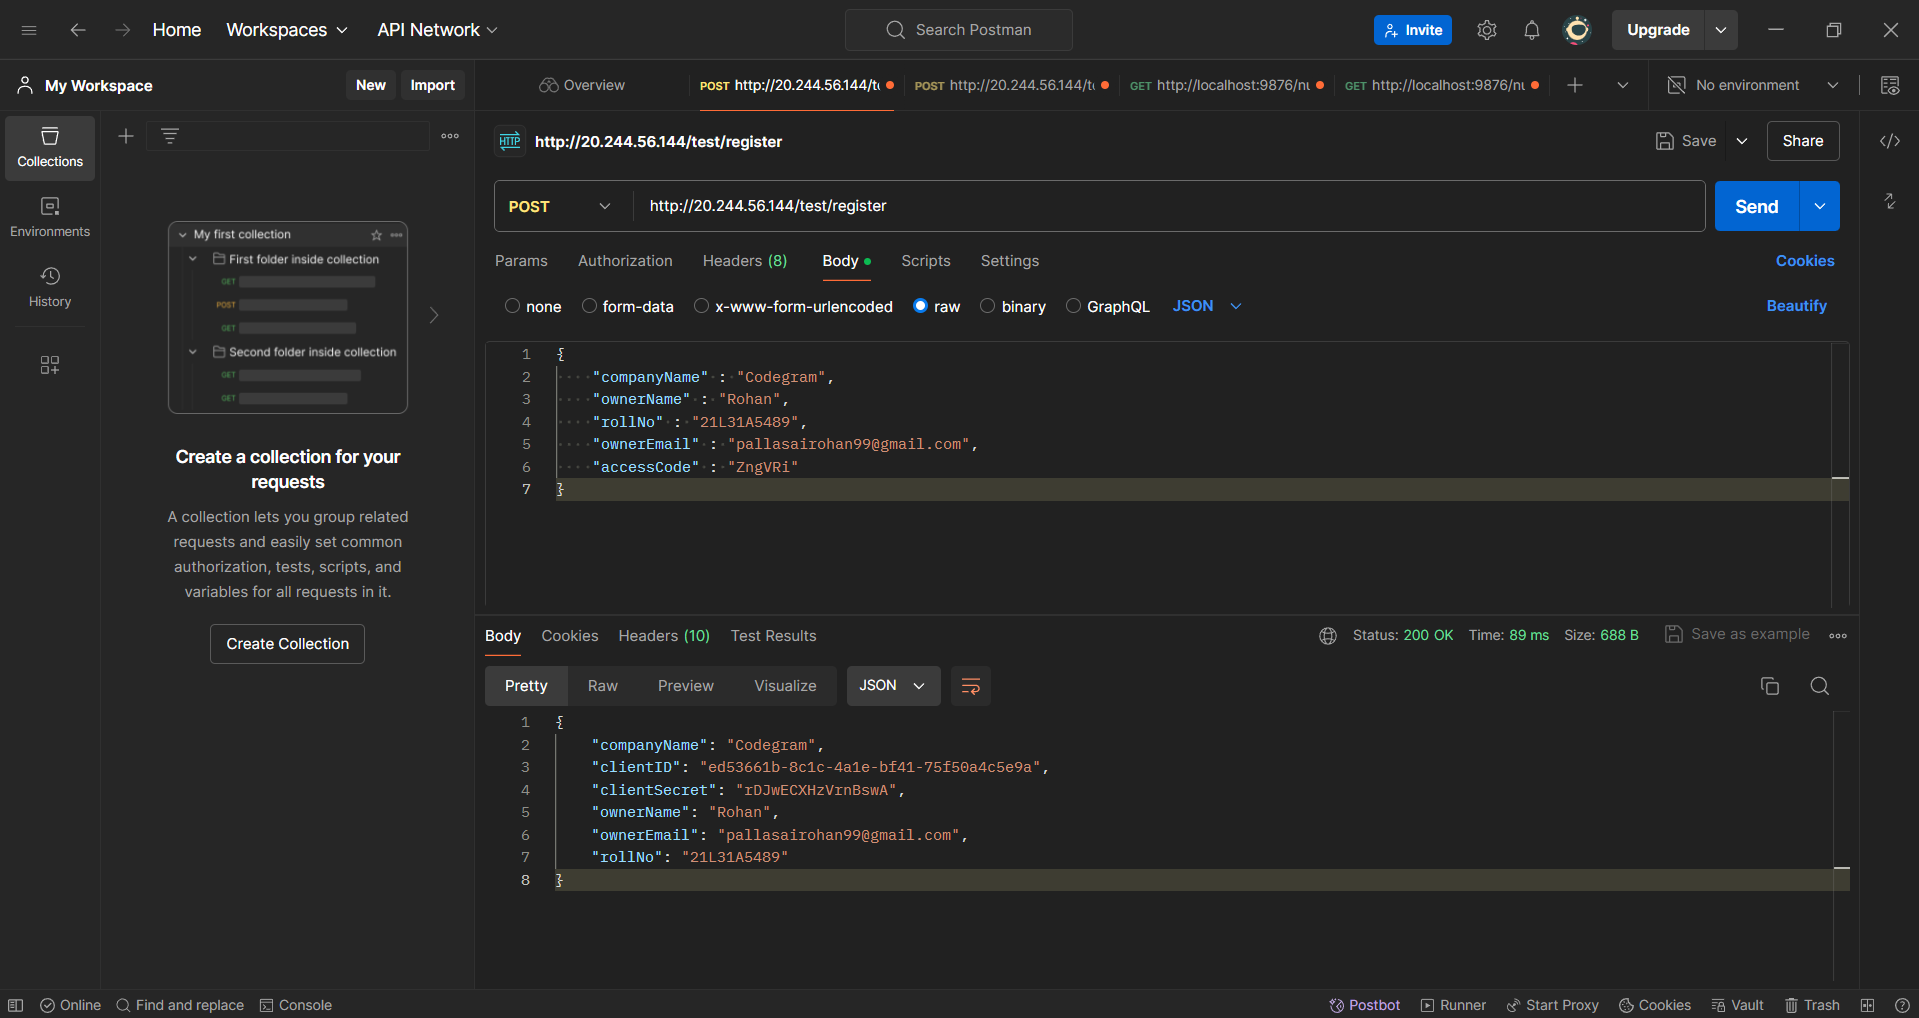 Home Workspaces API Network Search Postman Invite Upgrade
My Workspace New Import Overview POST http://20.244.56.144/t POST http://20.244.56.144/t GET http://localhost:9876/nu GET http://localhost:9876/nu No environment
Collections
Environments
History
My first collection
First folder inside collection
GET
POST
GET
Second folder inside collection
GET
GET
Create a collection for your
requests
A collection lets you group related
requests and easily set common
authorization, tests, scripts, and
variables for all requests in it.
Create Collection
HTTP http://20.244.56.144/test/register Save Share
POST http://20.244.56.144/test/register Send
Params Authorization Headers (8) Body Scripts Settings Cookies
none form-data x-www-form-urlencoded raw binary GraphQL JSON Beautify
1 {
2 "companyName" : "Codegram",
3 "ownerName" : "Rohan",
4 "rollNo" : "21L31A5489",
5 "ownerEmail" : "pallasairohan99@gmail.com",
6 "accessCode" : "ZngVRi"
7 }
Body Cookies Headers (10) Test Results Status: 200 OK Time: 89 ms Size: 688 B Save as example
Pretty Raw Preview Visualize JSON
1 {
2 "companyName": "Codegram",
3 "clientID": "ed53661b-8c1c-4a1e-bf41-75f50a4c5e9a",
4 "clientSecret": "rDJwECXHzVrnBswA",
5 "ownerName": "Rohan",
6 "ownerEmail": "pallasairohan99@gmail.com",
7 "rollNo": "21L31A5489"
8 }
Online Find and replace Console Postbot Runner Start Proxy Cookies Vault Trash